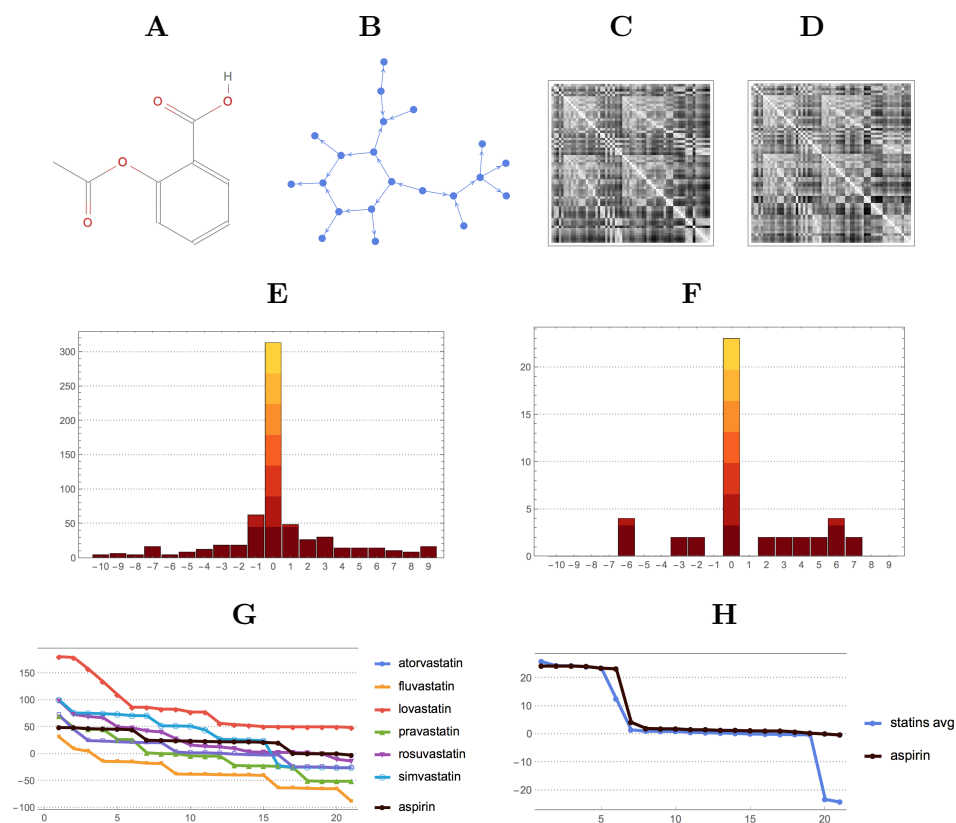 A B C D
H
O O
O
O
E F
300
250
200
150
100
50
0
−10 −9 −8 −7 −6 −5 −4 −3 −2 −1 0 1 2 3 4 5 6 7 8 9
20
15
10
5
0
−10 −9 −8 −7 −6 −5 −4 −3 −2 −1 0 1 2 3 4 5 6 7 8 9
G H
150
100
50
0
−50
−100
0 5 10 15 20
atorvastatin
fluvastatin
lovastatin
pravastatin
rosuvastatin
simvastatin
aspirin
20
10
0
−10
−20
5 10 15 20
statins avg
aspirin